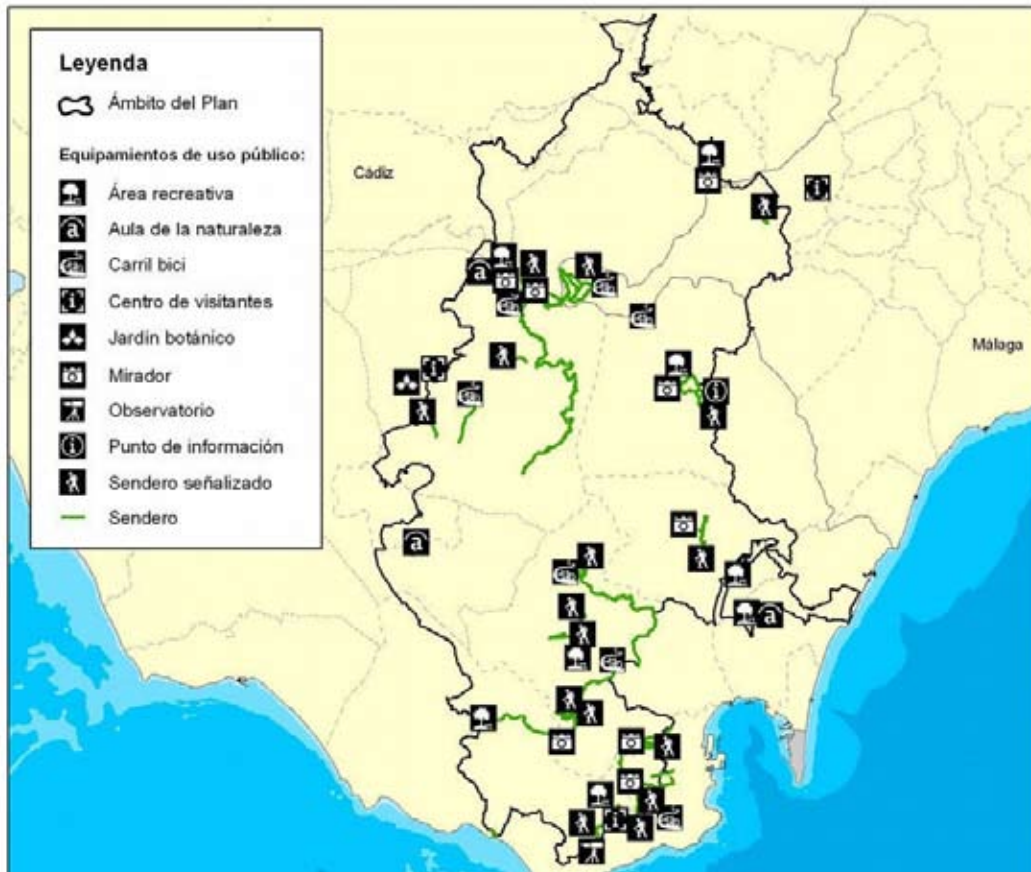 Leyenda
Ámbito del Plan
Equipamientos de uso público:
Área recreativa
Aula de la naturaleza
Carril bici
Centro de visitantes
Jardín botánico
Mirador
Observatorio
Punto de información
Sendero señalizado
Sendero
Cádiz
Málaga